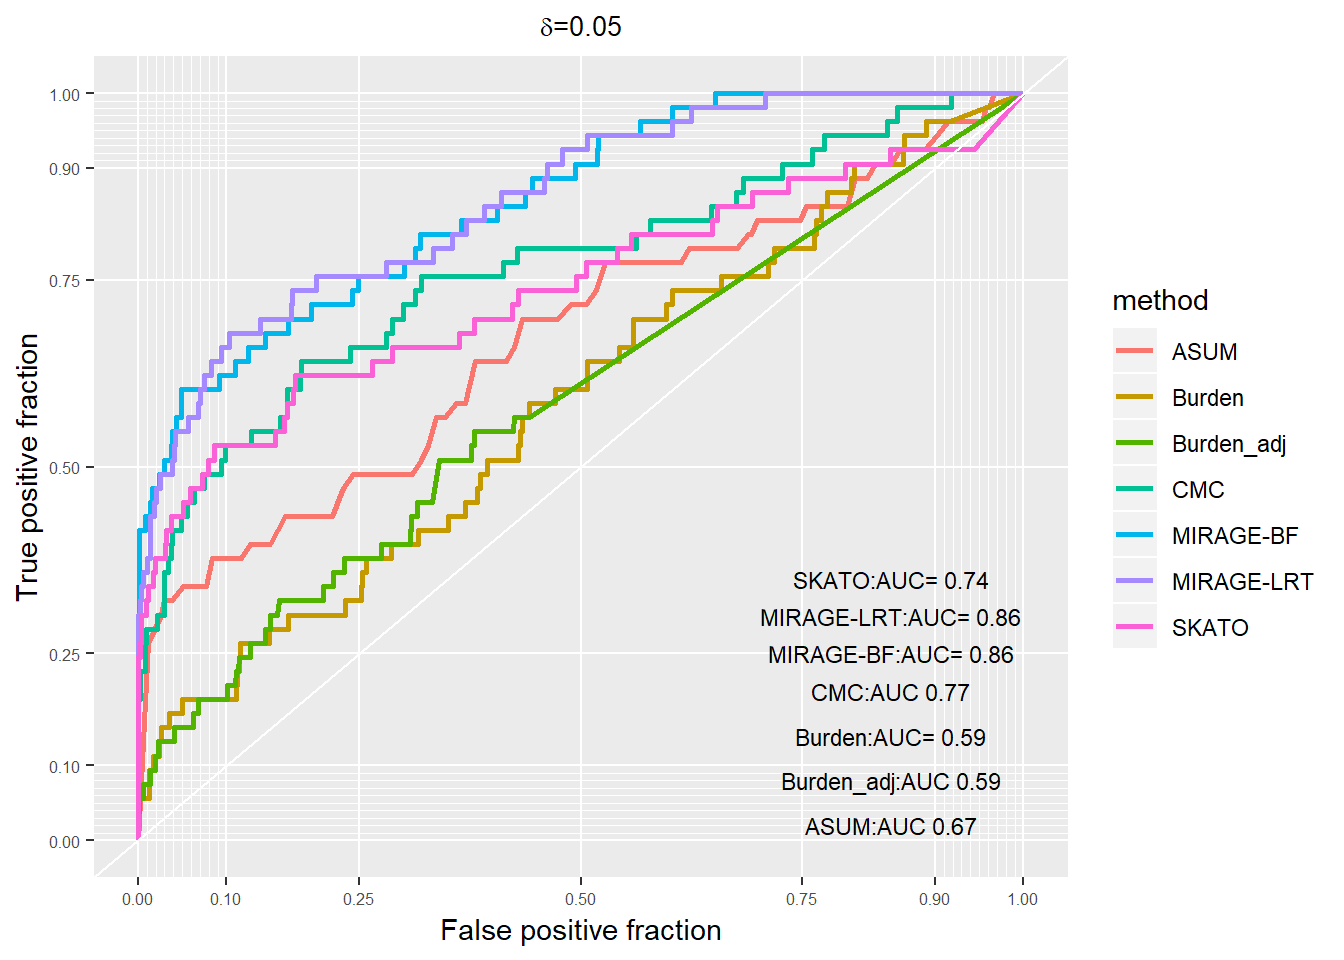 δ=0.05
True positive fraction
1.00
0.90
0.75
0.50
0.25
0.10
0.00
SKATO:AUC= 0.74
MIRAGE-LRT:AUC= 0.86
MIRAGE-BF:AUC= 0.86
CMC:AUC 0.77
Burden:AUC= 0.59
Burden_adj:AUC 0.59
ASUM:AUC 0.67
0.00 0.10 0.25 0.50 0.75 0.90 1.00
False positive fraction
method
ASUM
Burden
Burden_adj
CMC
MIRAGE-BF
MIRAGE-LRT
SKATO